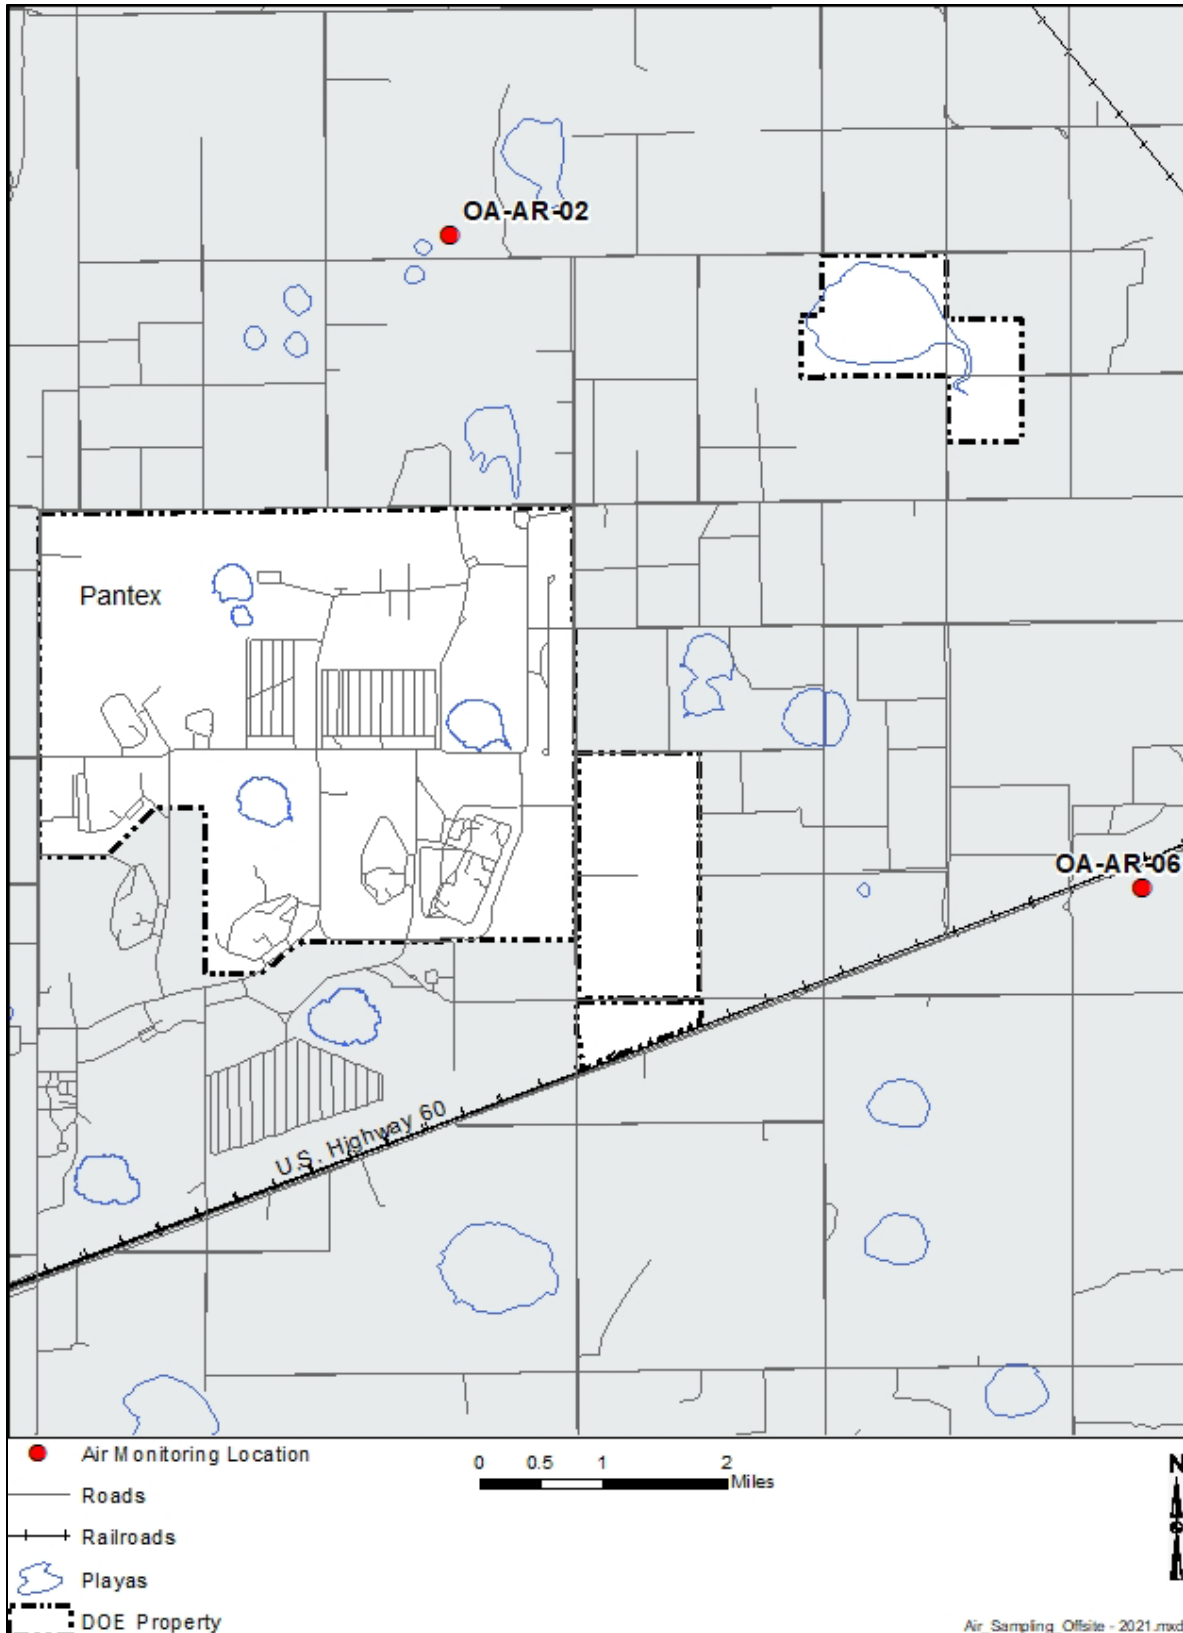 OA-AR-02
Pantex
OA-AR-06
U.S. Highway 60
Air Monitoring Location
Roads
Railroads
Playas
DOE Property
0 0.5 1 2
Miles
N
Air_Sampling_Offsite - 2021.mxd